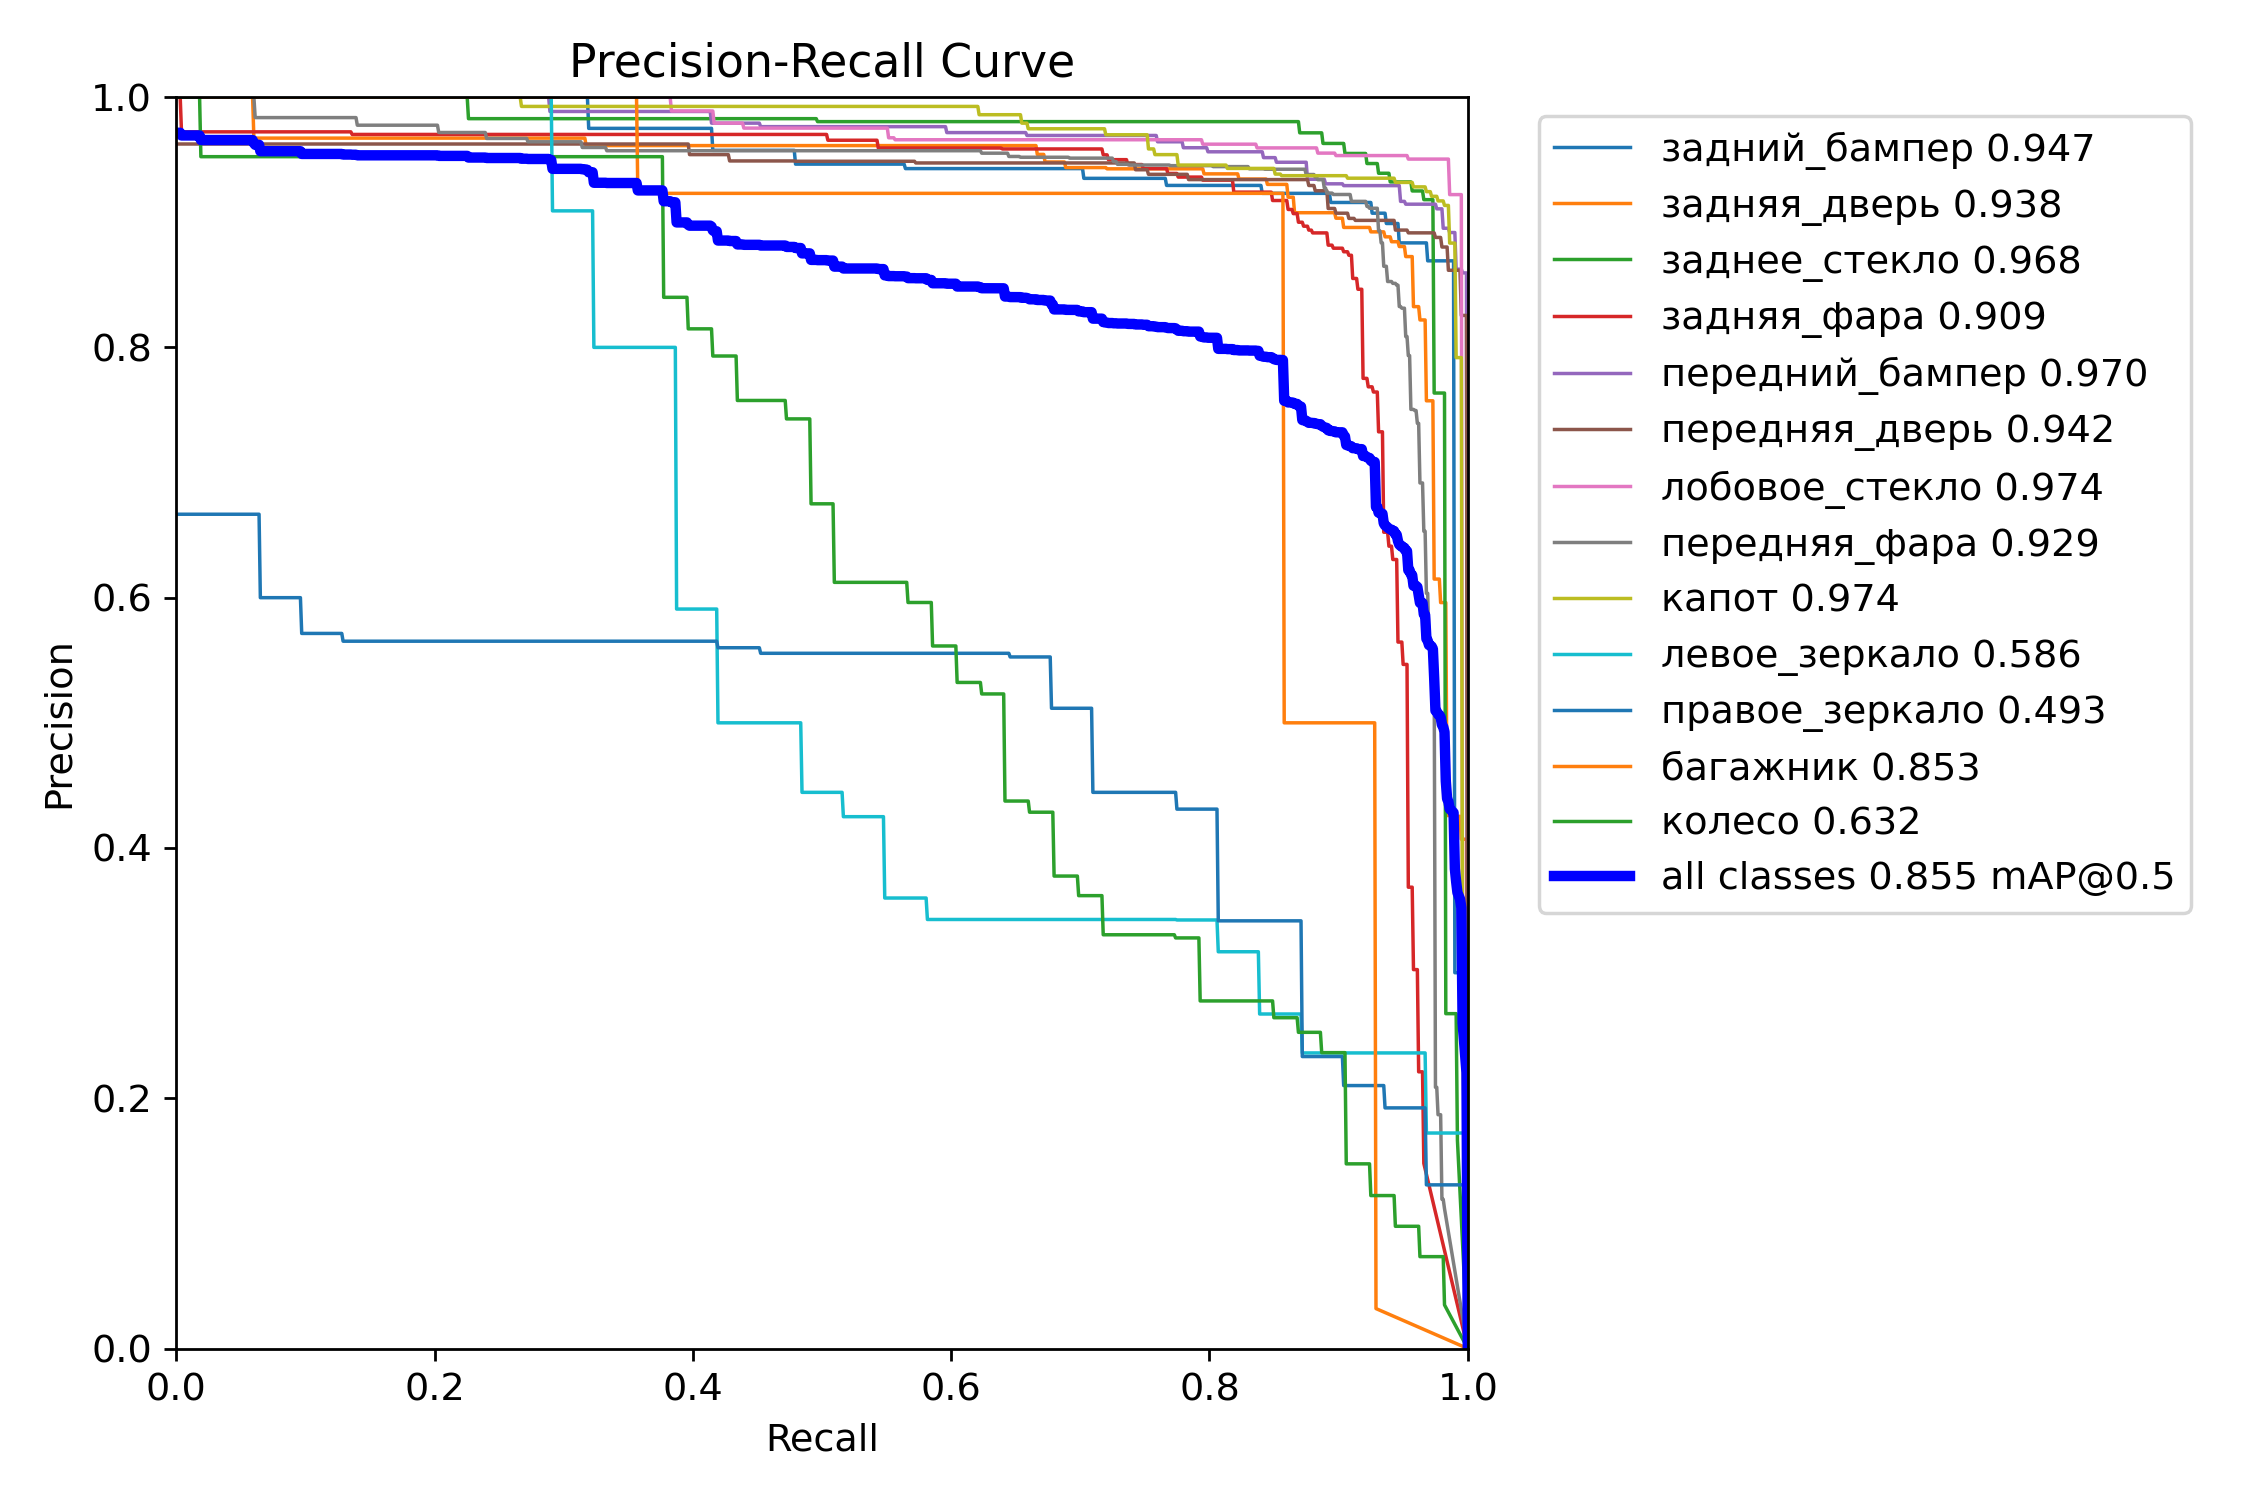 Precision-Recall Curve
1.0
0.8
0.6
0.4
0.2
0.0
Precision
0.0 0.2 0.4 0.6 0.8 1.0
Recall
задний_бампер 0.947
задняя_дверь 0.938
заднее_стекло 0.968
задняя_фара 0.909
передний_бампер 0.970
передняя_дверь 0.942
лобовое_стекло 0.974
передняя_фара 0.929
капот 0.974
левое_зеркало 0.586
правое_зеркало 0.493
багажник 0.853
колесо 0.632
all classes 0.855 mAP@0.5